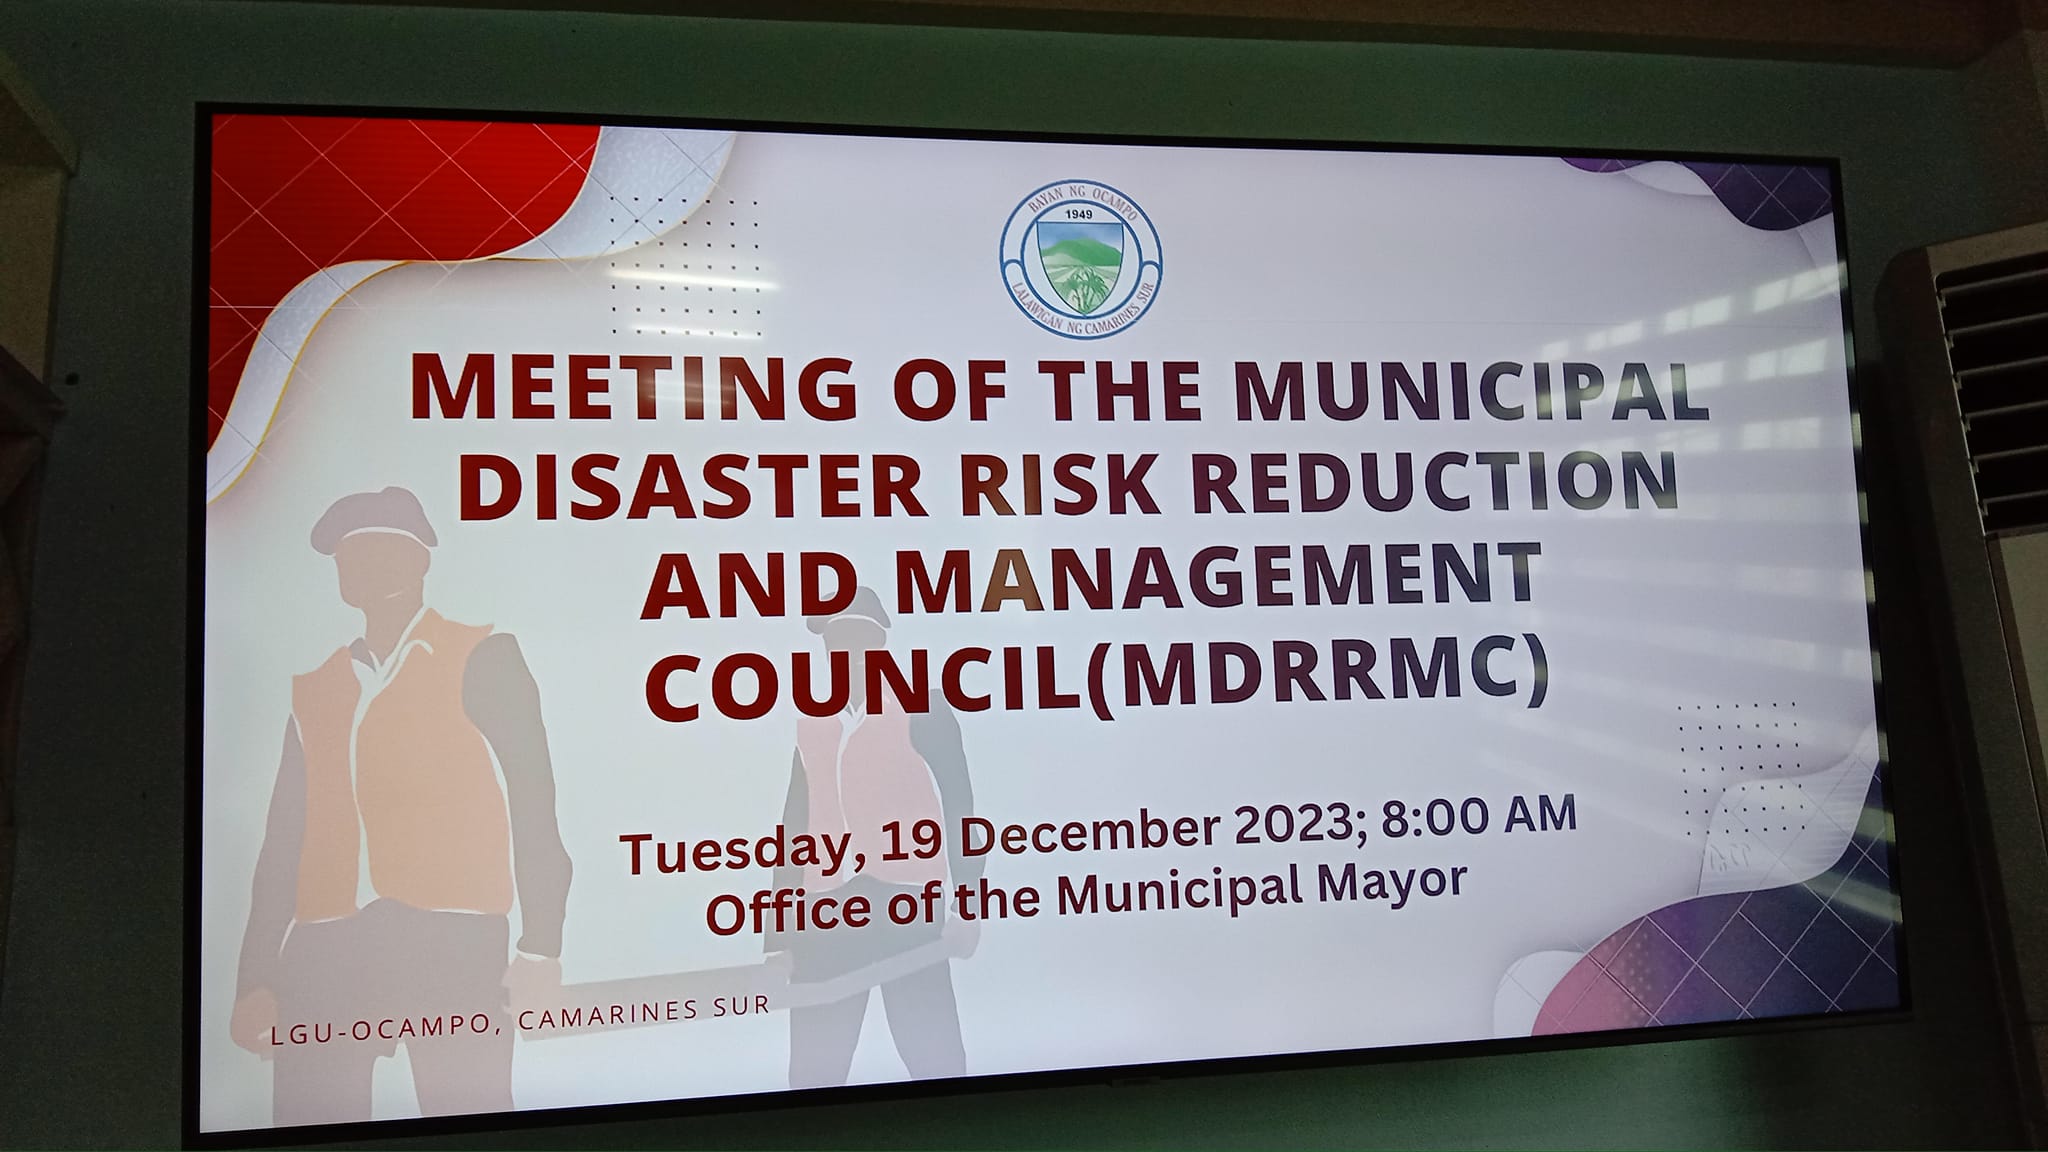 BAYAN NG OCAMPO
1949
LALAWIGAN NG CAMARINES SUR
MEETING OF THE MUNICIPAL
DISASTER RISK REDUCTION
AND MANAGEMENT
COUNCIL(MDRRMC)
Tuesday, 19 December 2023; 8:00 AM
Office of the Municipal Mayor
LGU-OCAMPO, CAMARINES SUR